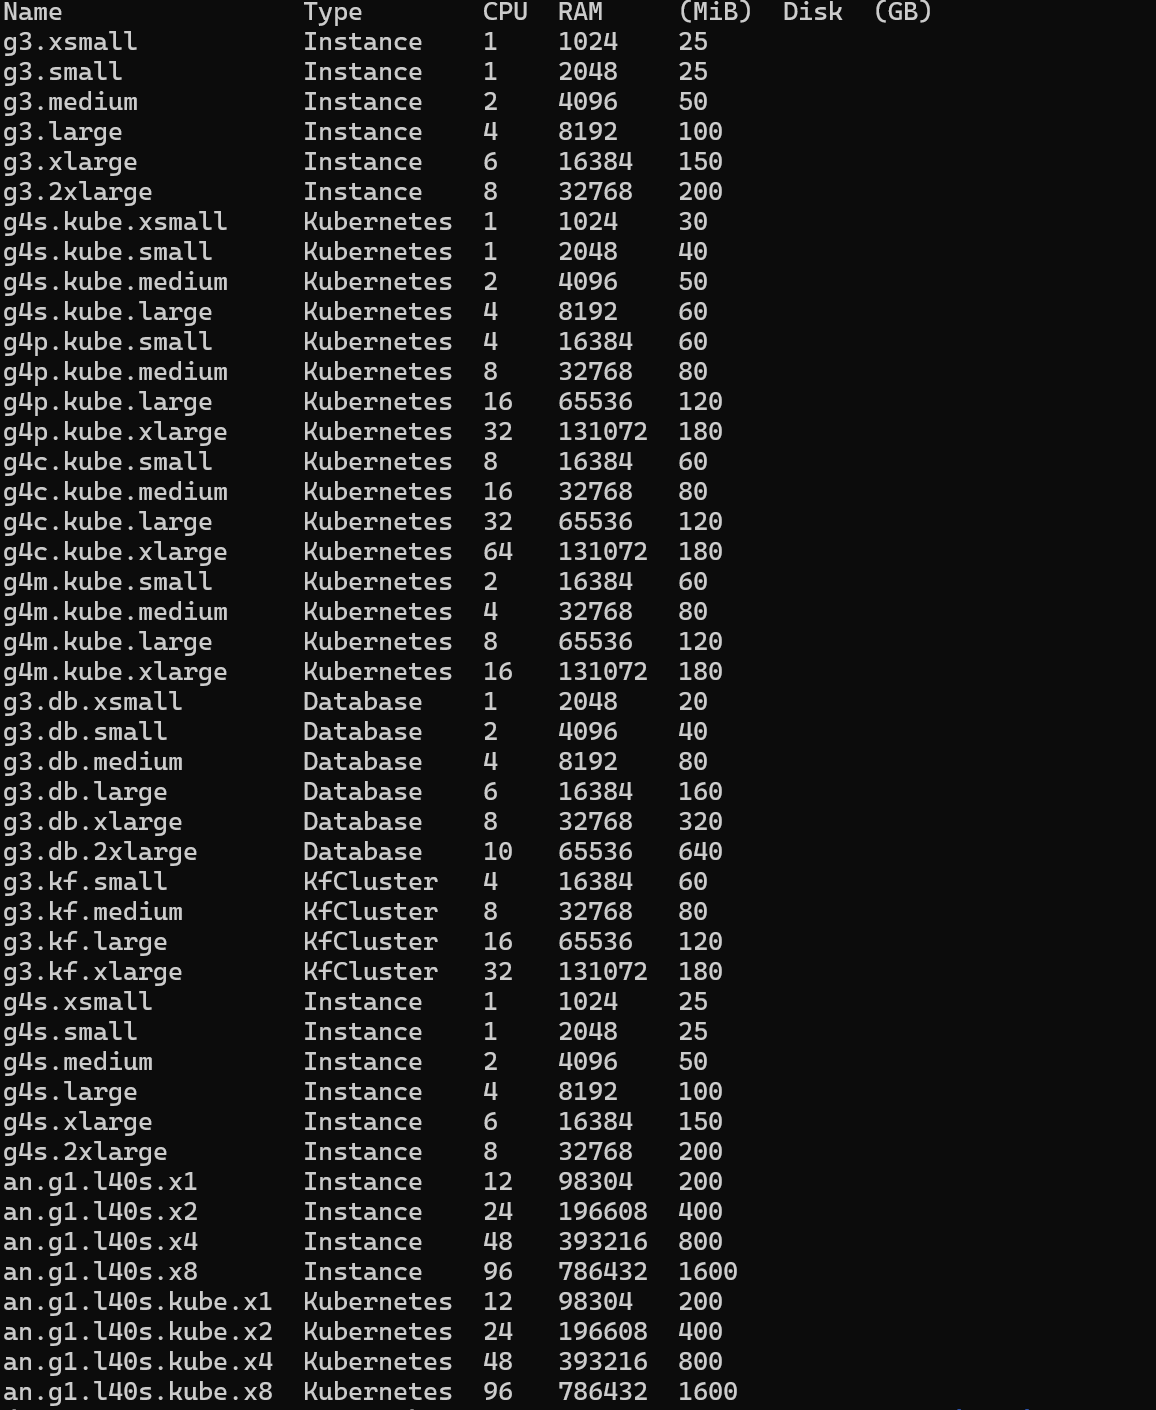 Name Type CPU RAM (MiB) Disk (GB)
g3.xsmall Instance 1 1024 25
g3.small Instance 1 2048 25
g3.medium Instance 2 4096 50
g3.large Instance 4 8192 100
g3.xlarge Instance 6 16384 150
g3.2xlarge Instance 8 32768 200
g4s.kube.xsmall Kubernetes 1 1024 30
g4s.kube.small Kubernetes 1 2048 40
g4s.kube.medium Kubernetes 2 4096 50
g4s.kube.large Kubernetes 4 8192 60
g4p.kube.small Kubernetes 4 16384 60
g4p.kube.medium Kubernetes 8 32768 80
g4p.kube.large Kubernetes 16 65536 120
g4p.kube.xlarge Kubernetes 32 131072 180
g4c.kube.small Kubernetes 8 16384 60
g4c.kube.medium Kubernetes 16 32768 80
g4c.kube.large Kubernetes 32 65536 120
g4c.kube.xlarge Kubernetes 64 131072 180
g4m.kube.small Kubernetes 2 16384 60
g4m.kube.medium Kubernetes 4 32768 80
g4m.kube.large Kubernetes 8 65536 120
g4m.kube.xlarge Kubernetes 16 131072 180
g3.db.xsmall Database 1 2048 20
g3.db.small Database 2 4096 40
g3.db.medium Database 4 8192 80
g3.db.large Database 6 16384 160
g3.db.xlarge Database 8 32768 320
g3.db.2xlarge Database 10 65536 640
g3.kf.small KfCluster 4 16384 60
g3.kf.medium KfCluster 8 32768 80
g3.kf.large KfCluster 16 65536 120
g3.kf.xlarge KfCluster 32 131072 180
g4s.xsmall Instance 1 1024 25
g4s.small Instance 1 2048 25
g4s.medium Instance 2 4096 50
g4s.large Instance 4 8192 100
g4s.xlarge Instance 6 16384 150
g4s.2xlarge Instance 8 32768 200
an.g1.l40s.x1 Instance 12 98304 200
an.g1.l40s.x2 Instance 24 196608 400
an.g1.l40s.x4 Instance 48 393216 800
an.g1.l40s.x8 Instance 96 786432 1600
an.g1.l40s.kube.x1 Kubernetes 12 98304 200
an.g1.l40s.kube.x2 Kubernetes 24 196608 400
an.g1.l40s.kube.x4 Kubernetes 48 393216 800
an.g1.l40s.kube.x8 Kubernetes 96 786432 1600